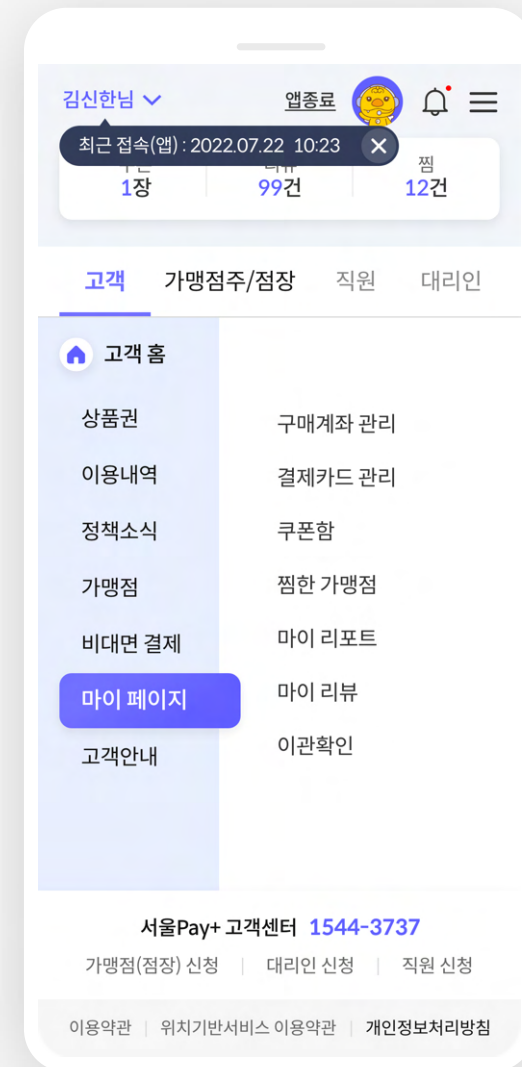 김신한님
앱종료
최근 접속(앱) : 2022.07.22 10:23
찜
1장
99건
12건
고객
가맹점주/점장
직원
대리인
고객 홈
상품권
이용내역
정책소식
가맹점
비대면 결제
마이 페이지
고객안내
구매계좌 관리
결제카드 관리
쿠폰함
찜한 가맹점
마이 리포트
마이 리뷰
이관확인
서울Pay+ 고객센터 1544-3737
가맹점(점장) 신청 | 대리인 신청 | 직원 신청
이용약관 | 위치기반서비스 이용약관 | 개인정보처리방침